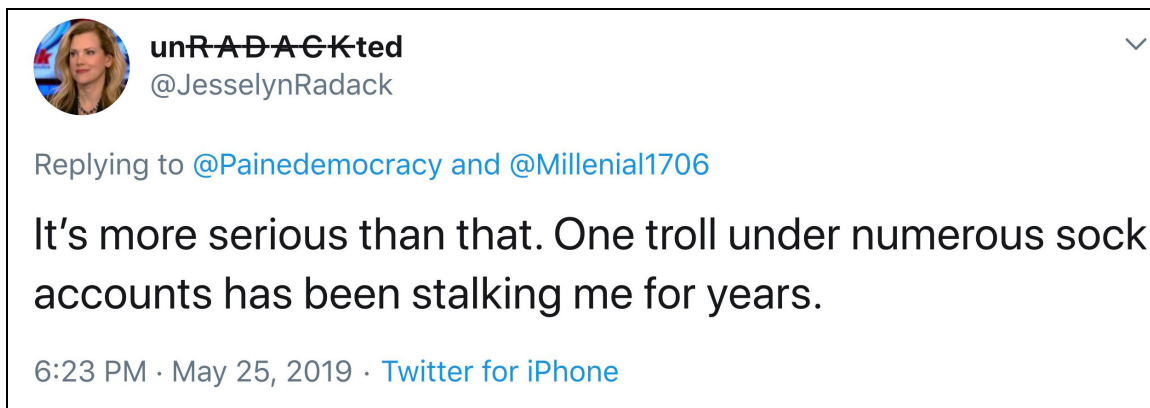 unRADACKted
@JesselynRadack
Replying to @Painedemocracy and @Millenial1706
It’s more serious than that. One troll under numerous sock
accounts has been stalking me for years.
6:23 PM · May 25, 2019 · Twitter for iPhone